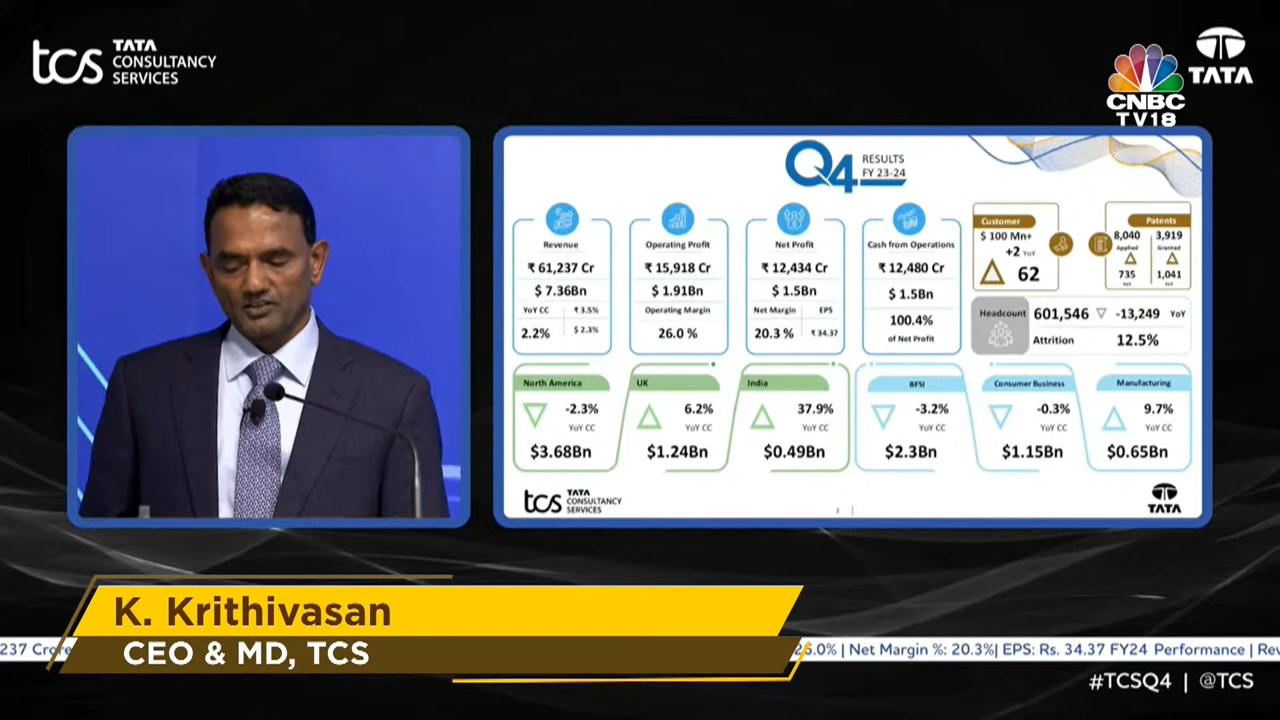 tcs TATA CONSULTANCY SERVICES
TATA
CNBC TV18
Q4 RESULTS FY 23-24
Revenue
₹ 61,237 Cr
$ 7.36Bn
YoY CC ₹ 3.5%
2.2% $ 2.3%
Operating Profit
₹ 15,918 Cr
$ 1.91Bn
Operating Margin
26.0 %
Net Profit
₹ 12,434 Cr
$ 1.5Bn
Net Margin EPS
20.3 % ₹ 34.37
Cash from Operations
₹ 12,480 Cr
$ 1.5Bn
100.4%
of Net Profit
Customer
$ 100 Mn+
+2 YoY
62
Patents
8,040 3,919
Applied Granted
735 1,041
YoY YoY
Headcount 601,546 -13,249 YoY
Attrition 12.5%
North America
-2.3%
YoY CC
$3.68Bn
UK
6.2%
YoY CC
$1.24Bn
India
37.9%
YoY CC
$0.49Bn
BFSI
-3.2%
YoY CC
$2.3Bn
Consumer Business
-0.3%
YoY CC
$1.15Bn
Manufacturing
9.7%
YoY CC
$0.65Bn
tcs TATA CONSULTANCY SERVICES
TATA
K. Krithivasan
CEO & MD, TCS
237 Crore
6.0% | Net Margin %: 20.3%| EPS: Rs. 34.37 FY24 Performance | Rev
#TCSQ4 | @TCS